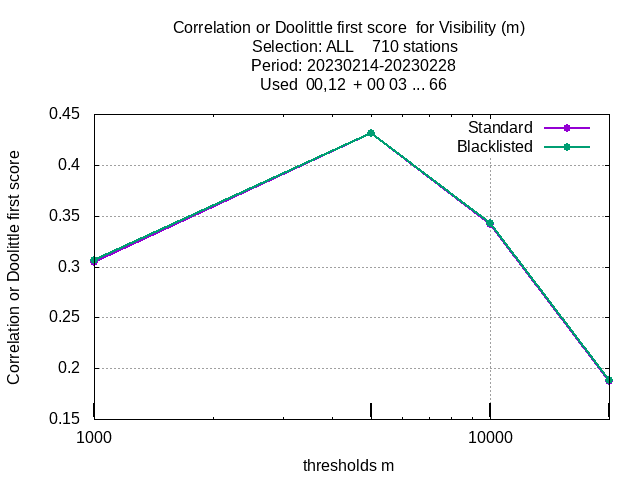 Correlation or Doolittle first score  for Visibility (m)
Selection: ALL    710 stations
Period: 20230214-20230228
Used  00,12  + 00 03 ... 66
Standard
Blacklisted
0.45
0.4
0.35
0.3
0.25
0.2
0.15
Correlation or Doolittle first score
1000
10000
thresholds m